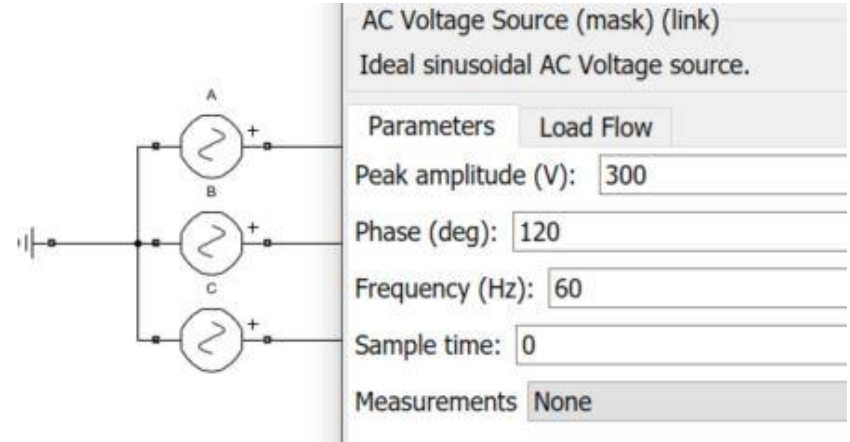 AC Voltage Source (mask) (link)
Ideal sinusoidal AC Voltage source.
Parameters Load Flow
Peak amplitude (V): 300
Phase (deg): 120
Frequency (Hz): 60
Sample time: 0
Measurements None
A
+
B
+
C
+